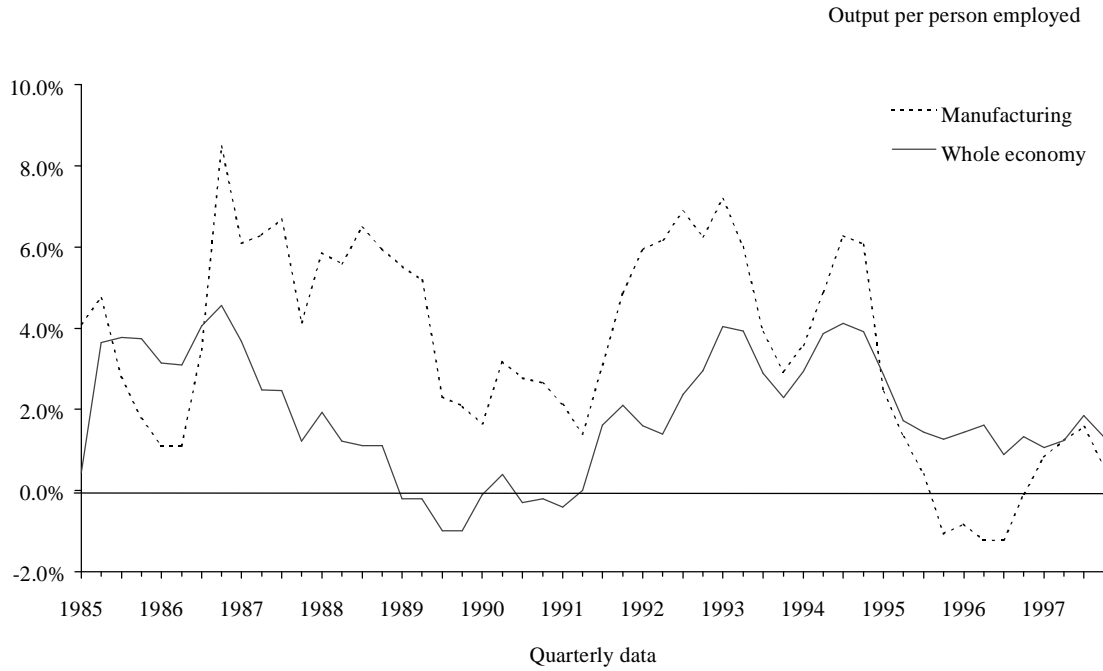 Output per person employed
10.0%
Manufacturing
Whole economy
8.0%
6.0%
4.0%
2.0%
0.0%
-2.0%
1985 1986 1987 1988 1989 1990 1991 1992 1993 1994 1995 1996 1997
Quarterly data